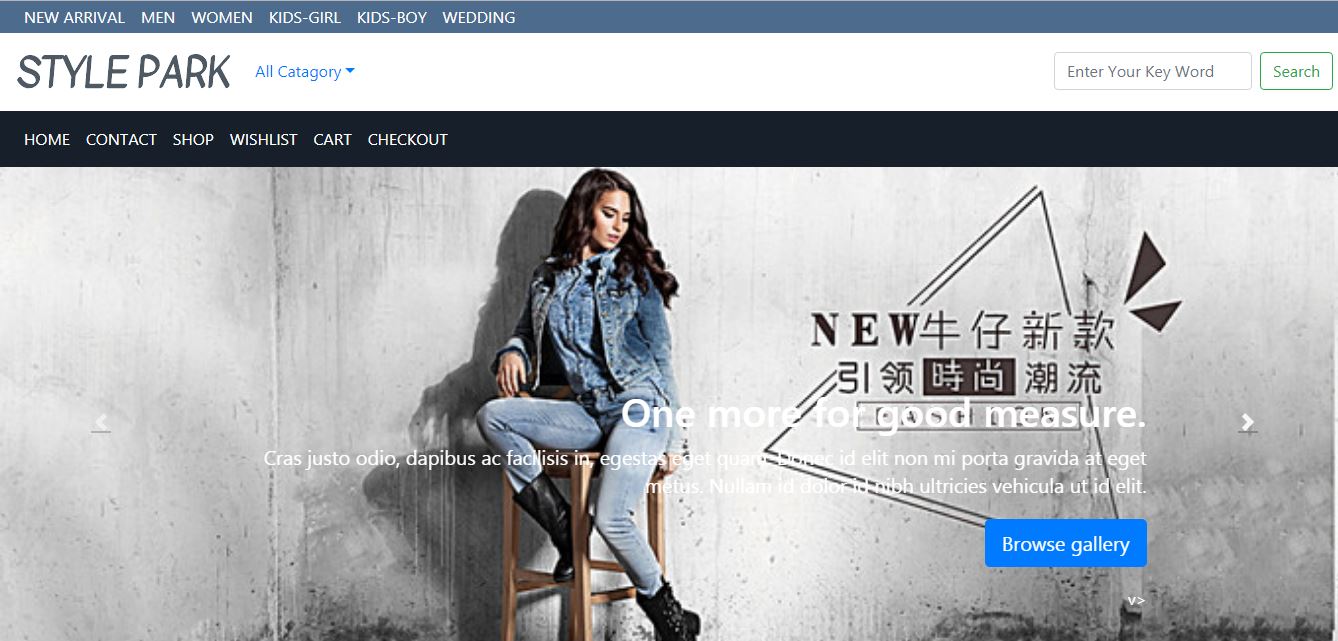 NEW ARRIVAL MEN WOMEN KIDS-GIRL KIDS-BOY WEDDING
STYLE PARK All Catagory Enter Your Key Word Search
HOME CONTACT SHOP WISHLIST CART CHECKOUT
NEW牛仔新款
引领時尚潮流
One more for good measure.
Cras justo odio, dapibus ac facilisis in, egestas eget quam. Donec id elit non mi porta gravida at eget
metus. Nullam id dolor id nibh ultricies vehicula ut id elit.
Browse gallery
v>